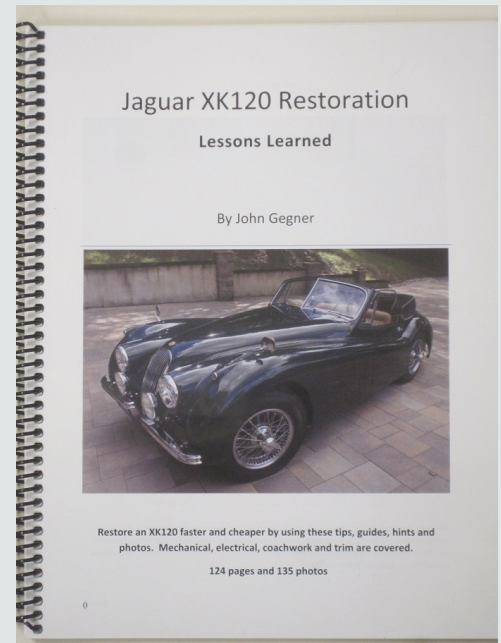 Jaguar XK120 Restoration
Lessons Learned
By John Gegner
Restore an XK120 faster and cheaper by using these tips, guides, hints and
photos. Mechanical, electrical, coachwork and trim are covered.
124 pages and 135 photos
0